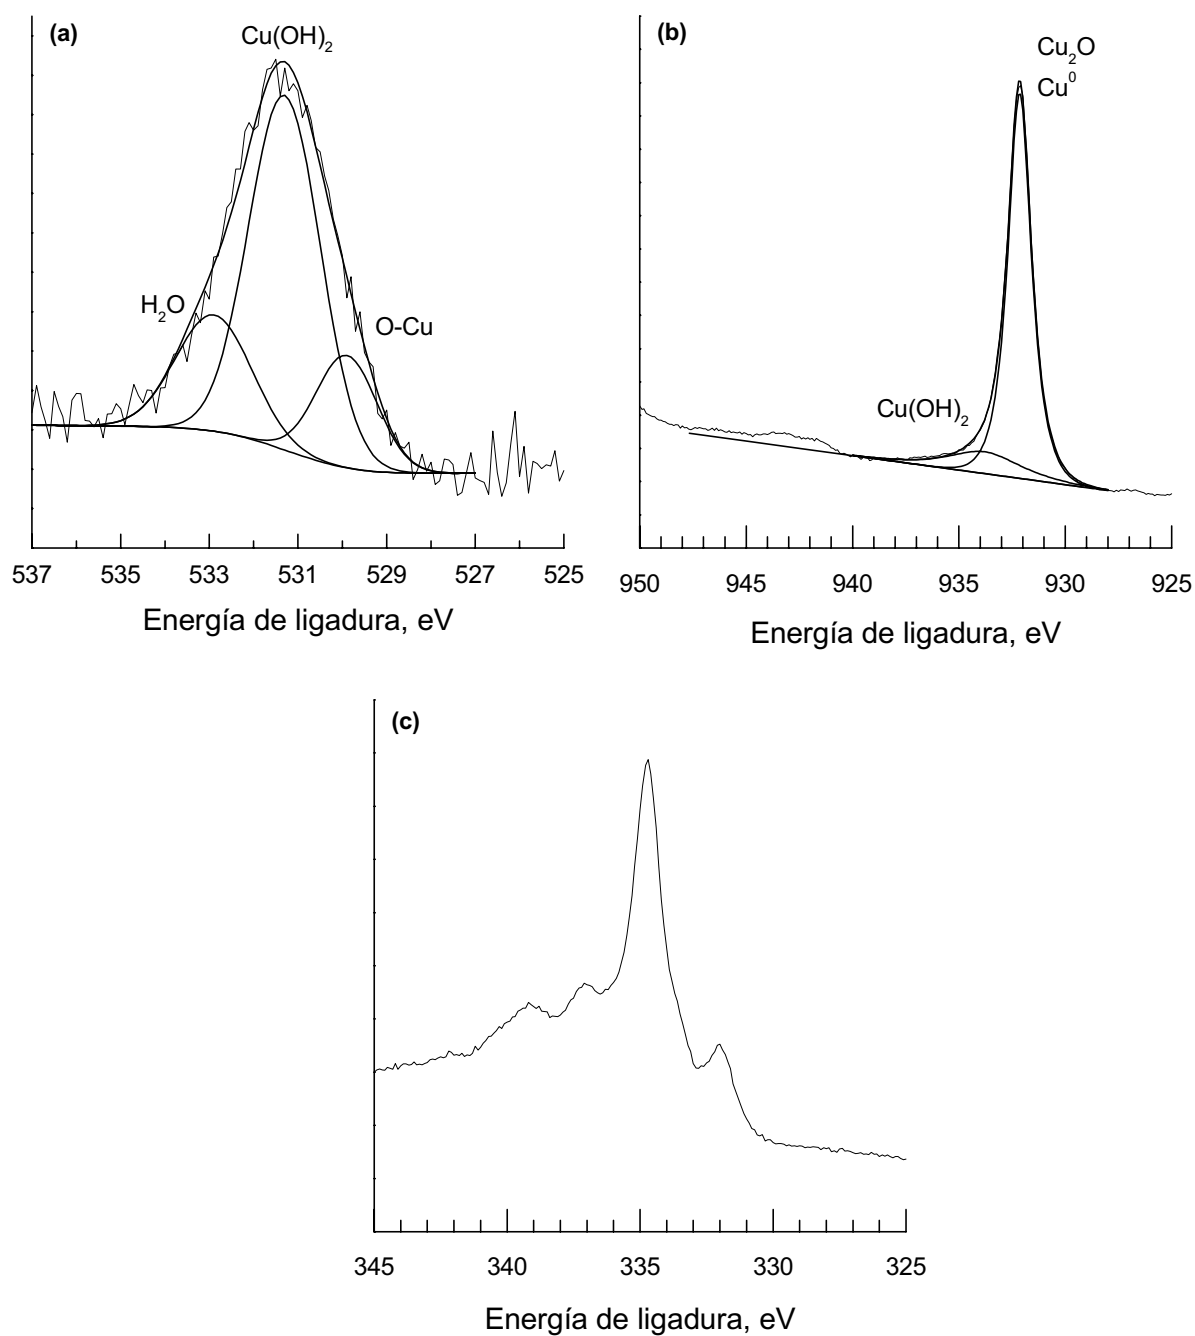 (a)
Cu(OH)2
H2O
O-Cu
537 535 533 531 529 527 525
Energía de ligadura, eV
(b)
Cu2O
Cu0
Cu(OH)2
950 945 940 935 930 925
Energía de ligadura, eV
(c)
345 340 335 330 325
Energía de ligadura, eV